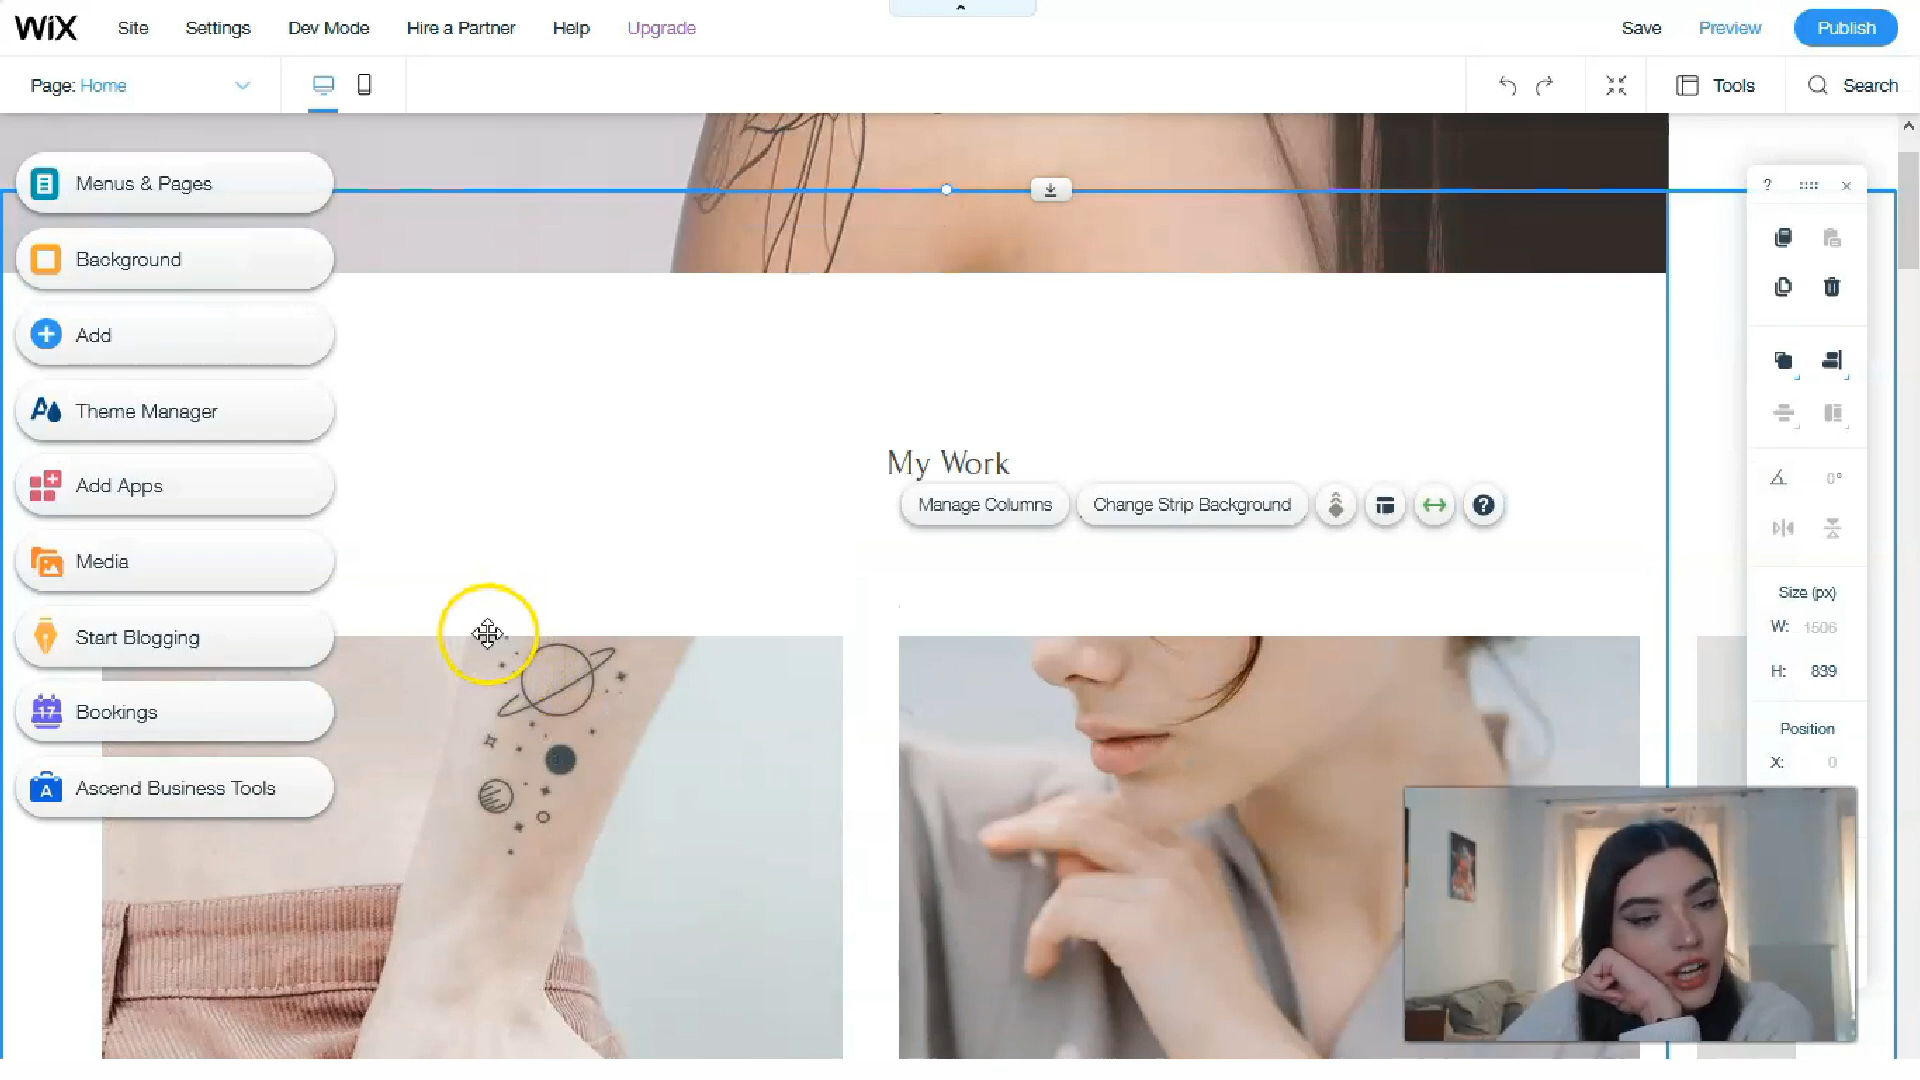 WiX Site Settings Dev Mode Hire a Partner Help Upgrade Save Preview Publish
Page: Home Tools Search
Menus & Pages
Background
Add
Theme Manager
Add Apps
Media
Start Blogging
17 Bookings
A Ascend Business Tools
My Work
Manage Columns Change Strip Background ?
?
0°
Size (px)
W: 1506
H: 839
Position
X: 0